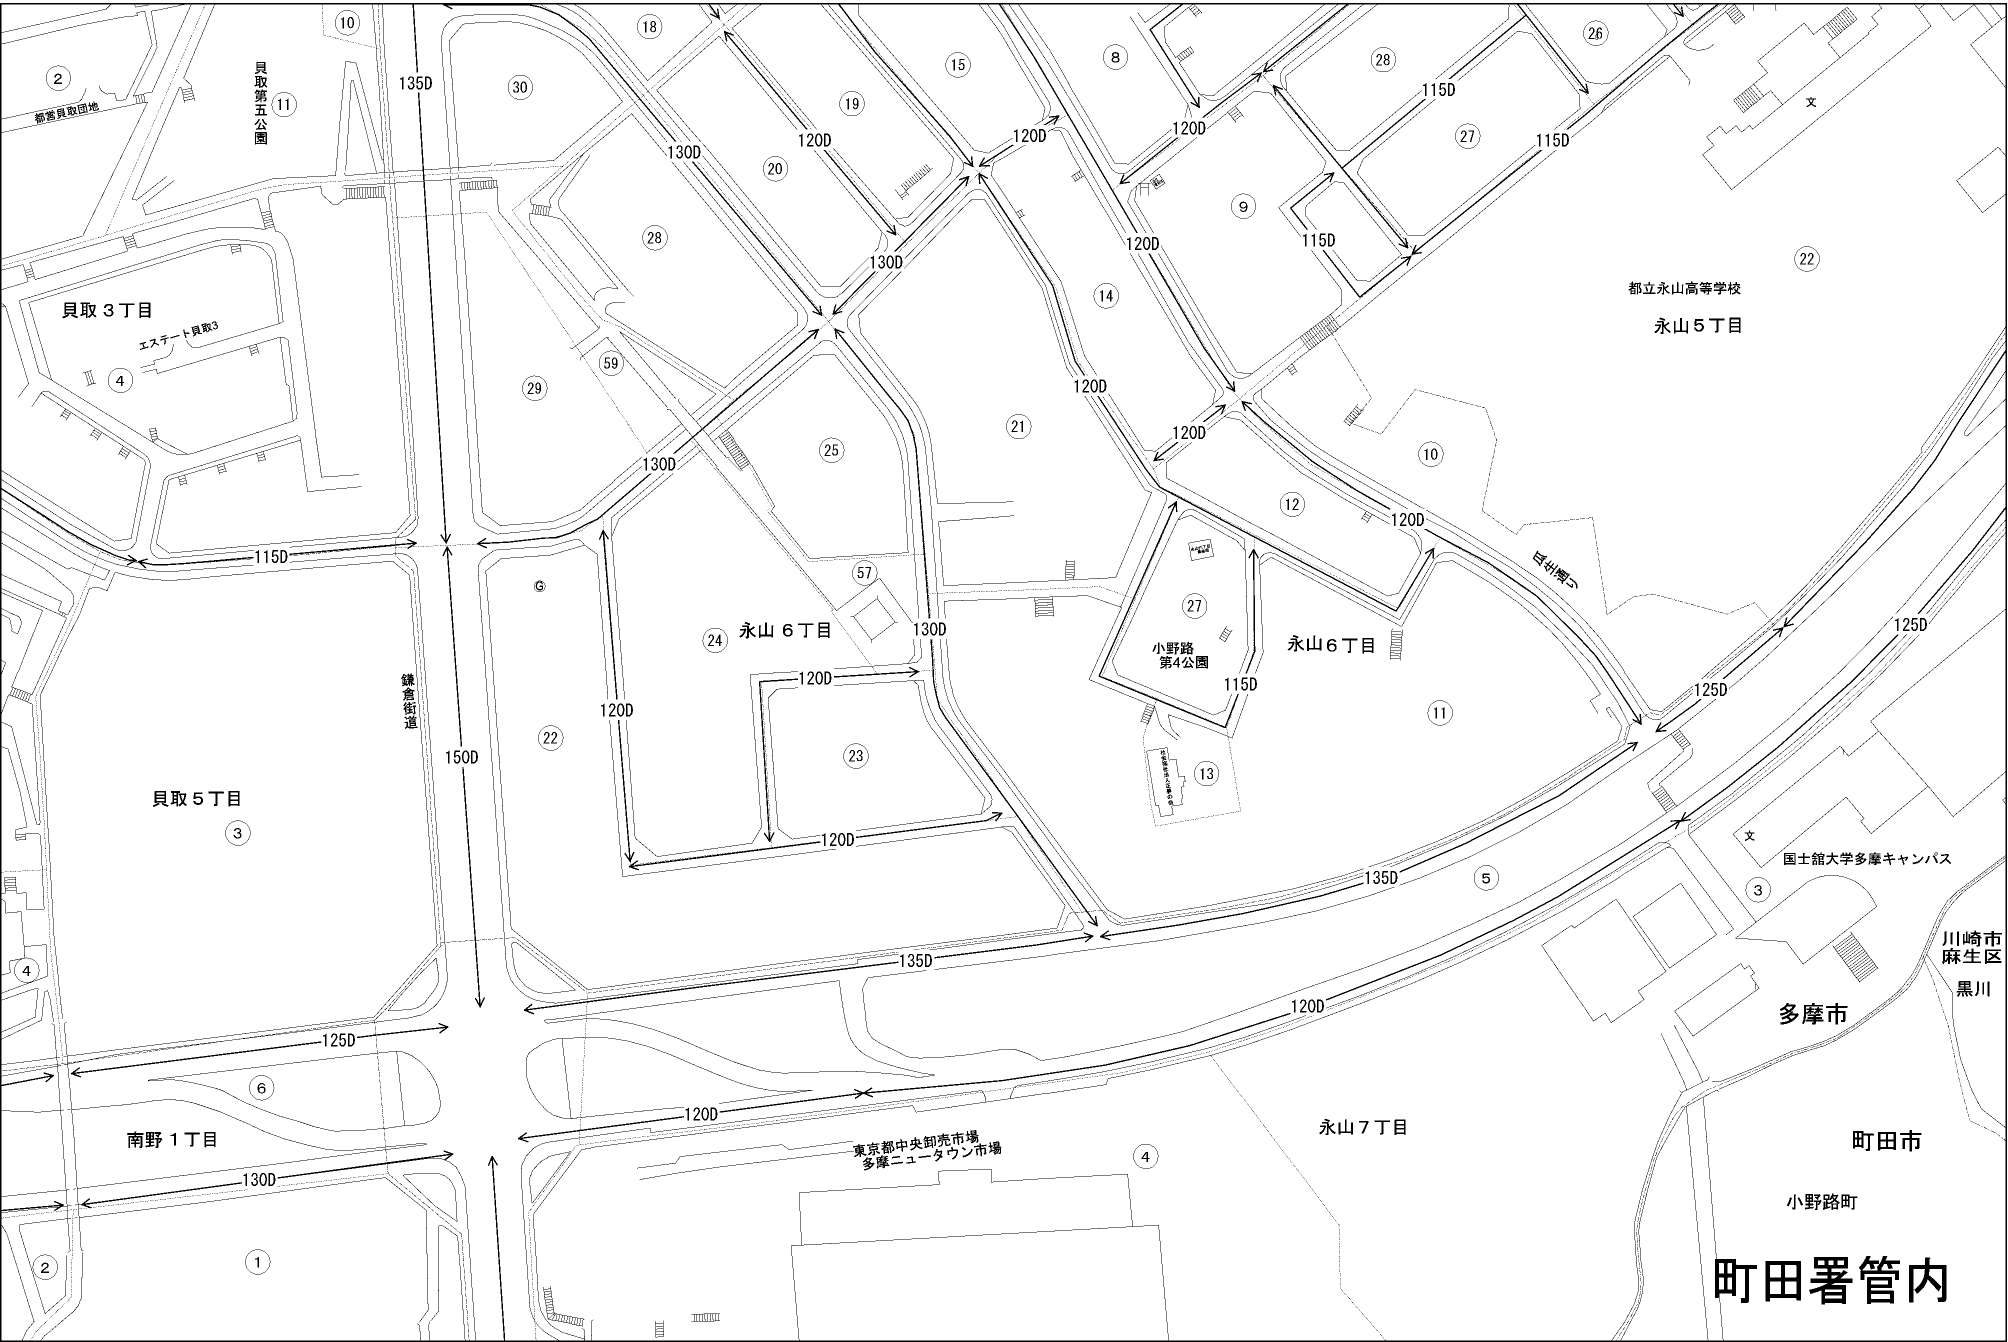 10
18
26
15
8
28
2
135D
30
貝取第五公園
11
115D
19
文
都営貝取団地
120D
120D
120D
27
115D
130D
20
9
28
120D
115D
22
130D
都立永山高等学校
14
永山5丁目
貝取3丁目
エステート貝取3
59
4
29
120D
21
120D
25
10
130D
12
120D
115D
瓜生通り
57
G
27
125D
永山6丁目
130D
24
永山6丁目
小野路
第4公園
鎌倉街道
120D
115D
125D
120D
11
22
150D
23
13
貝取5丁目
3
120D
文
国士舘大学多摩キャンパス
135D
5
3
川崎市
麻生区
135D
4
黒川
120D
多摩市
125D
6
120D
永山7丁目
南野1丁目
東京都中央卸売市場
多摩ニュータウン市場
4
町田市
130D
小野路町
2
1
町田署管内